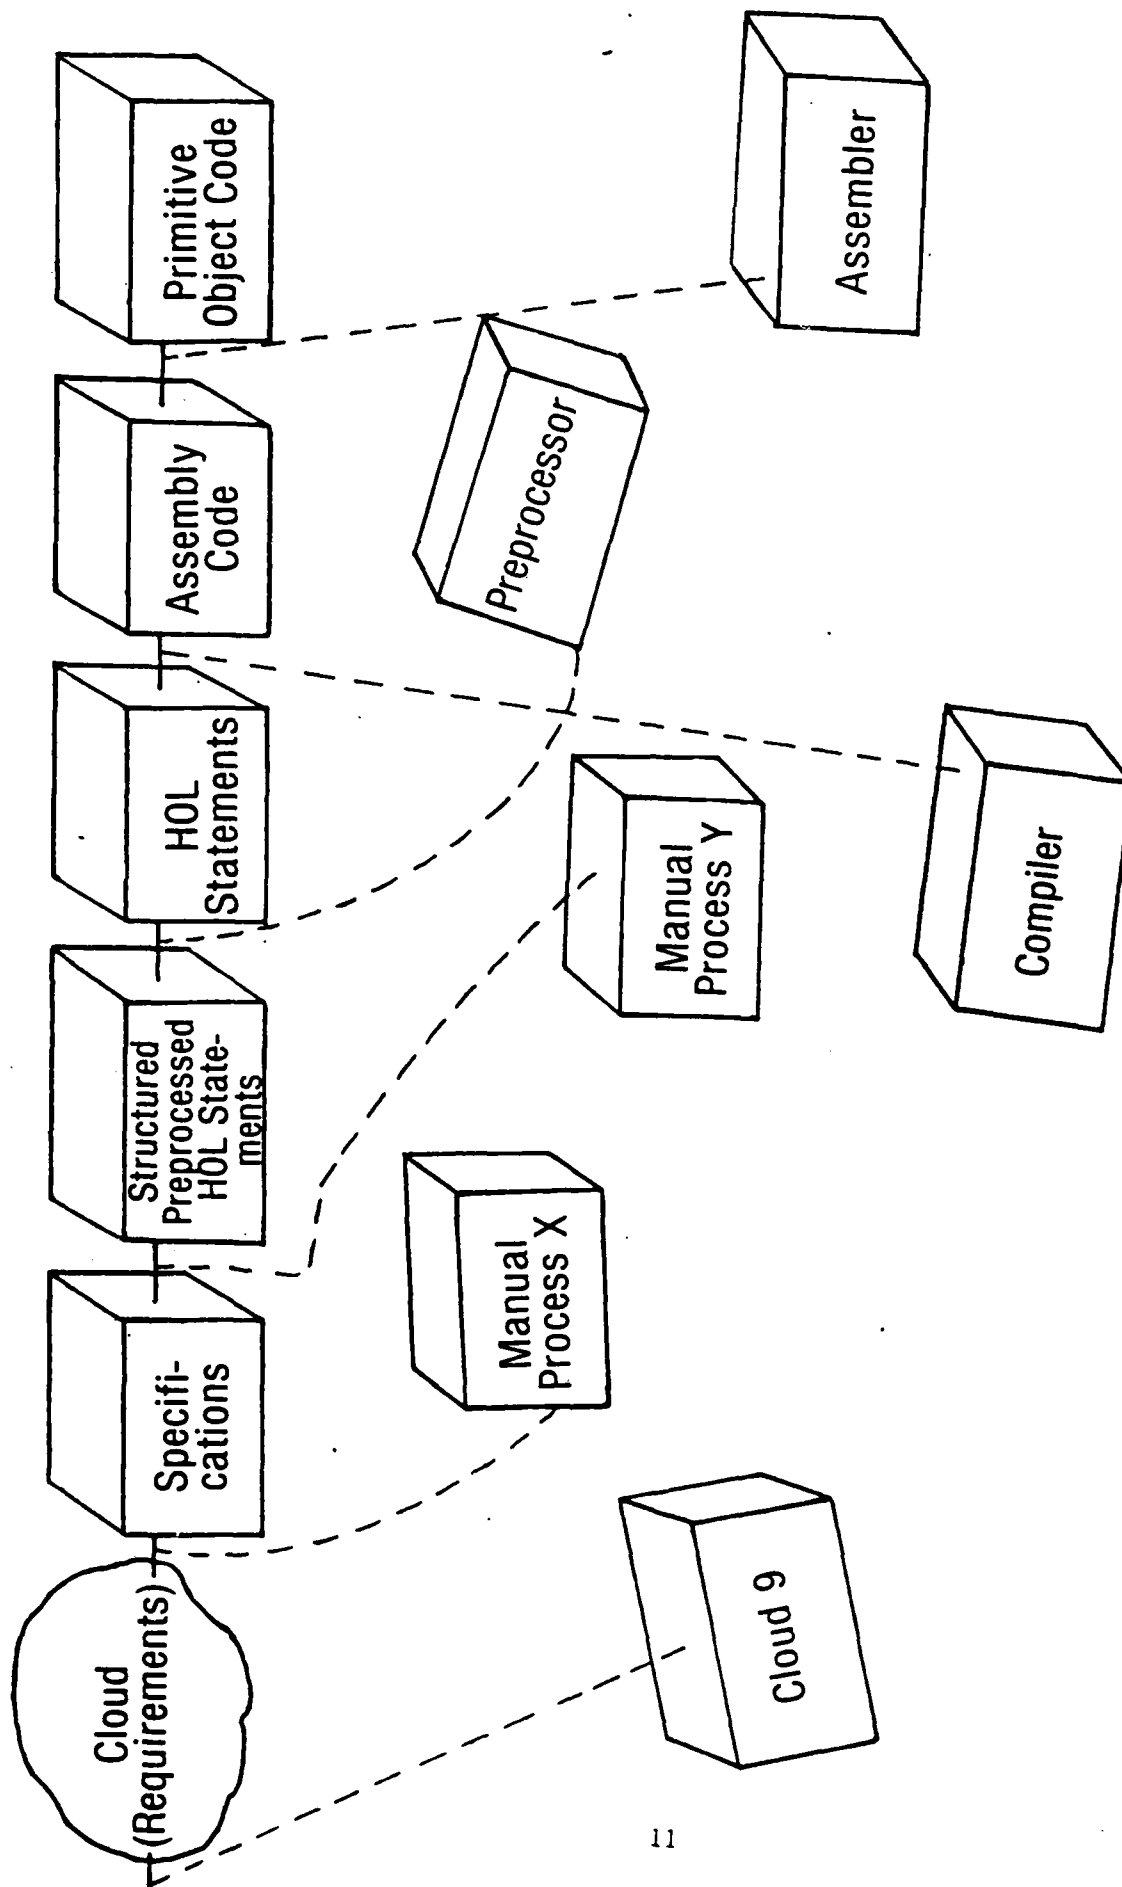 Cloud
(Requirements)
Specifi-
cations
Structured
Preprocessed
HOL State-
ments
HOL
Statements
Assembly
Code
Primitive
Object Code
Cloud 9
Manual
Process X
Manual
Process Y
Preprocessor
Compiler
Assembler
11